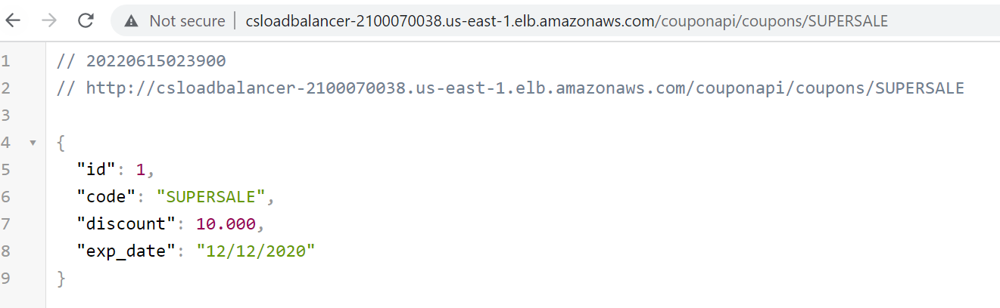 Not secure | csloadbalancer-2100070038.us-east-1.elb.amazonaws.com/couponapi/coupons/SUPERSALE
1 // 20220615023900
2 // http://csloadbalancer-2100070038.us-east-1.elb.amazonaws.com/couponapi/coupons/SUPERSALE
3
4 {
5 "id": 1,
6 "code": "SUPERSALE",
7 "discount": 10.000,
8 "exp_date": "12/12/2020"
9 }